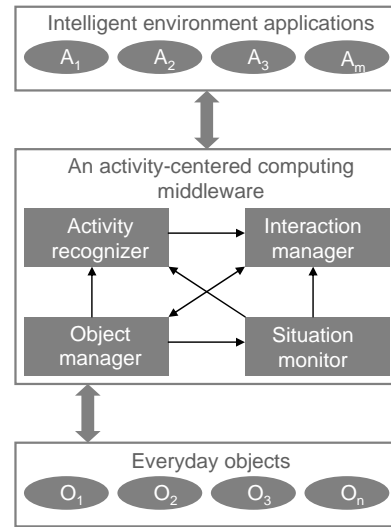 Intelligent environment applications
A1 A2 A3 Am
An activity-centered computing
middleware
Activity recognizer
Interaction manager
Object manager
Situation monitor
Everyday objects
O1 O2 O3 On